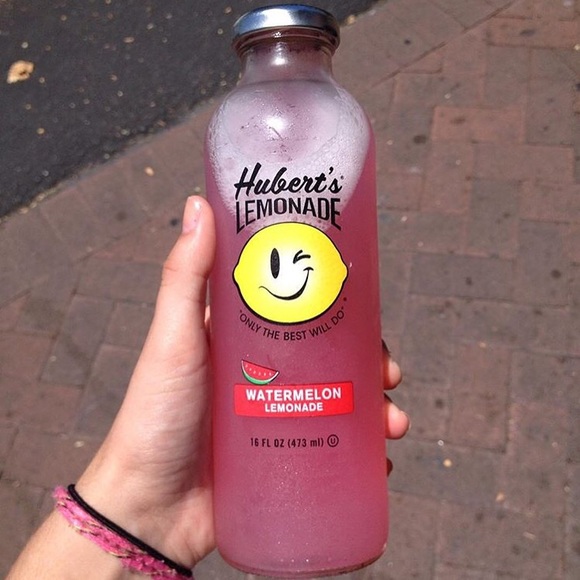 Hubert's
LEMONADE
"ONLY THE BEST WILL DO"
WATERMELON
LEMONADE
16 FL OZ (473 ml) Ⓤ